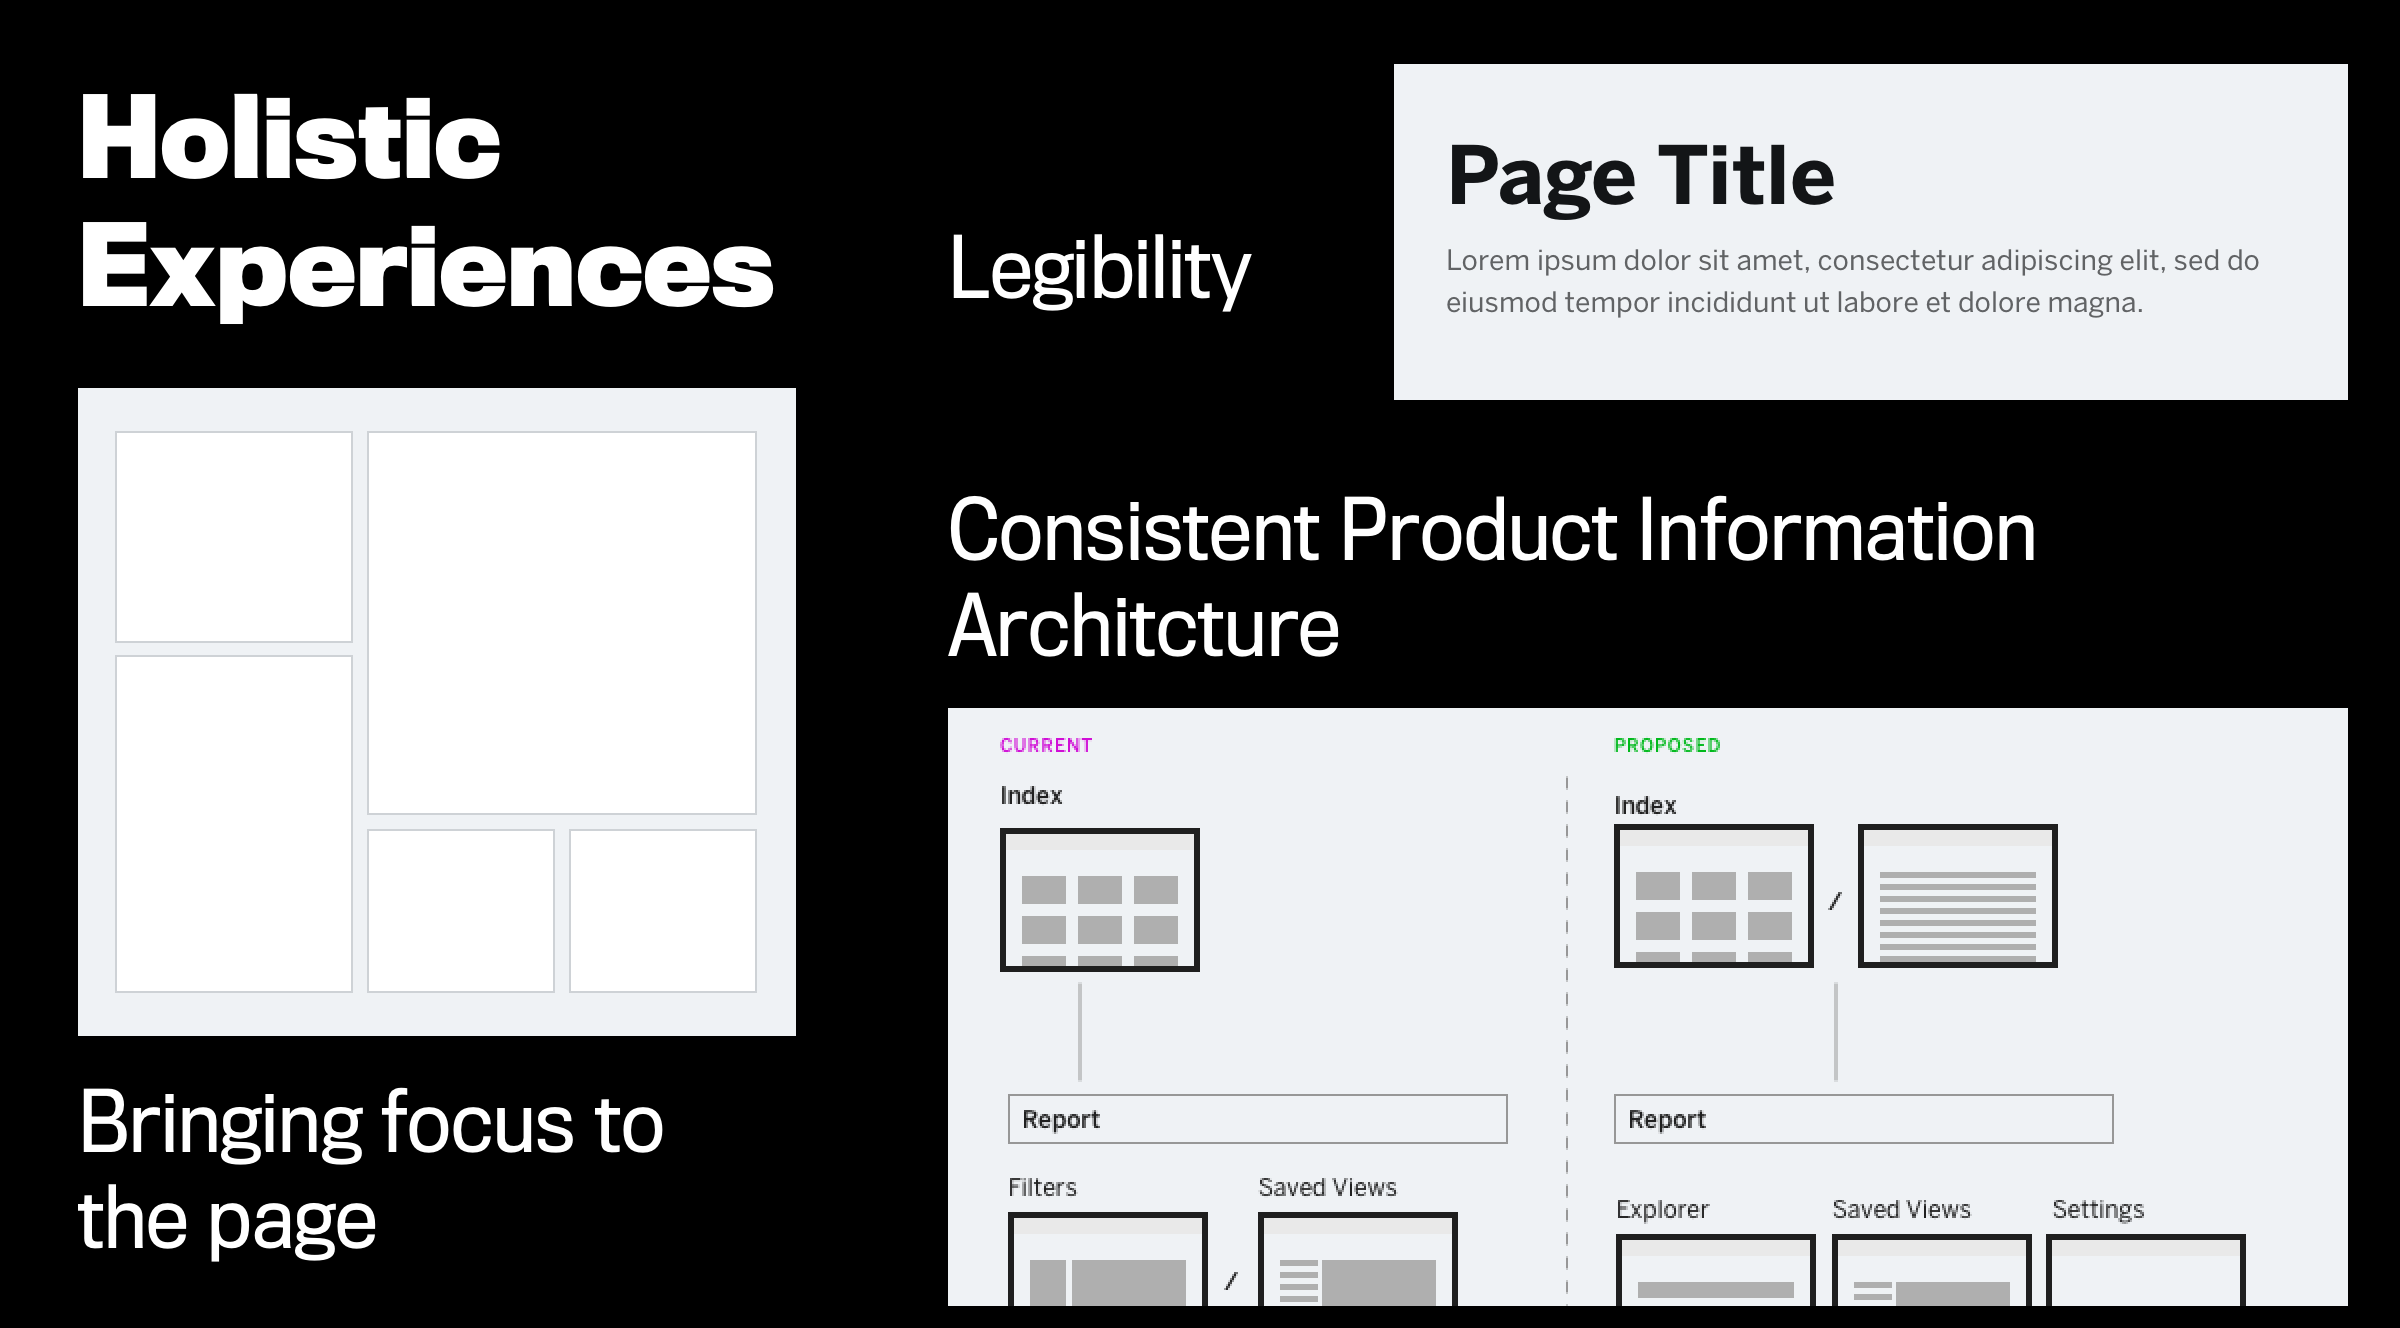 Holistic
Experiences
Bringing focus to
the page
Legibility
Page Title
Lorem ipsum dolor sit amet, consectetur adipiscing elit, sed do
eiusmod tempor incididunt ut labore et dolore magna.
Consistent Product Information
Architcture
CURRENT
Index
Report
Filters
Saved Views
/
PROPOSED
Index
/
Report
Explorer
Saved Views
Settings